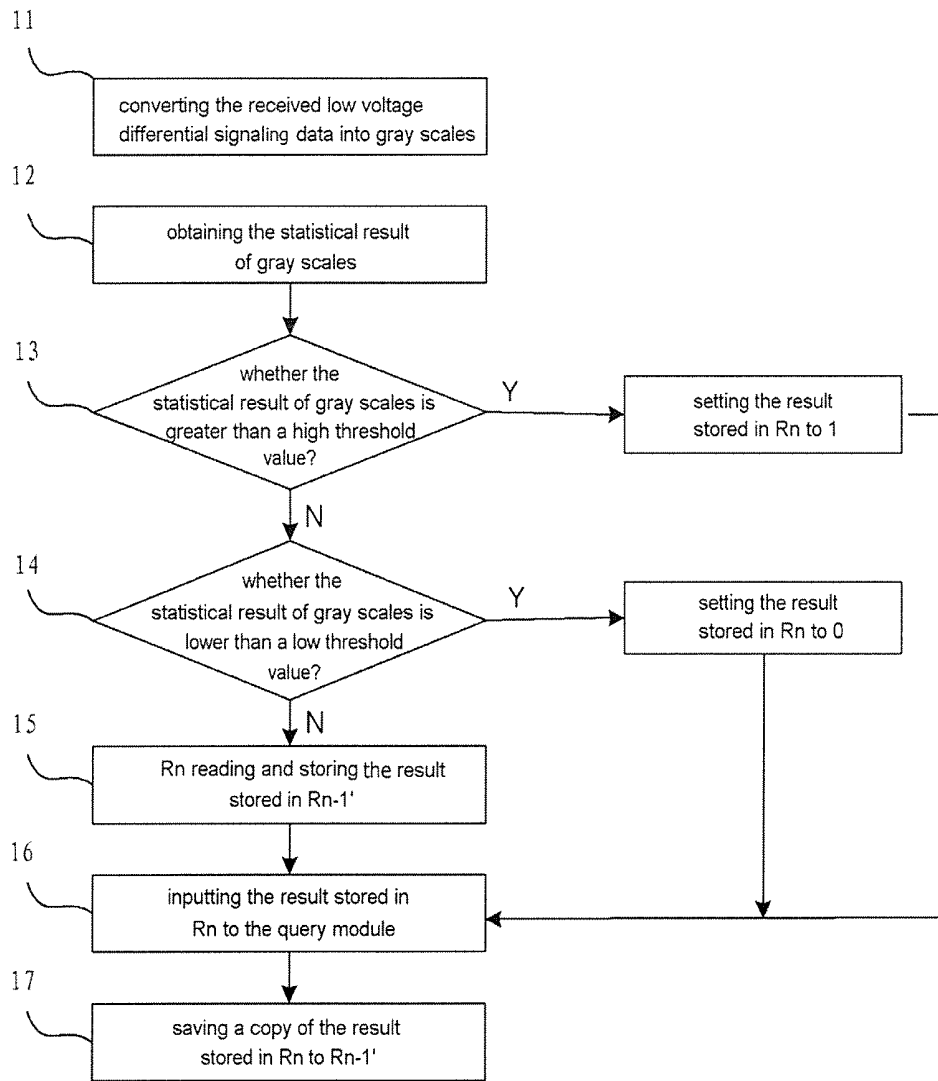 11
converting the received low voltage
differential signaling data into gray scales
12
obtaining the statistical result
of gray scales
13
whether the
statistical result of gray scales is
greater than a high threshold
value?
Y
setting the result
stored in Rn to 1
N
14
whether the
statistical result of gray scales is
lower than a low threshold
value?
Y
setting the result
stored in Rn to 0
N
15
Rn reading and storing the result
stored in Rn-1'
16
inputting the result stored in
Rn to the query module
17
saving a copy of the result
stored in Rn to Rn-1'